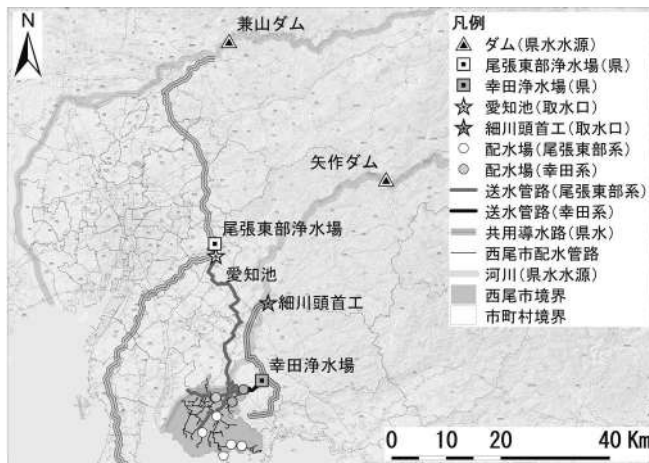 N
兼山ダム
矢作ダム
尾張東部浄水場
愛知池
細川頭首工
幸田浄水場
凡例
ダム(県水水源)
尾張東部浄水場(県)
幸田浄水場(県)
愛知池(取水口)
細川頭首工(取水口)
配水場(尾張東部系)
配水場(幸田系)
送水管路(尾張東部系)
送水管路(幸田系)
共用導水路(県水)
西尾市配水管路
河川(県水水源)
西尾市境界
市町村境界
0 10 20 40 Km